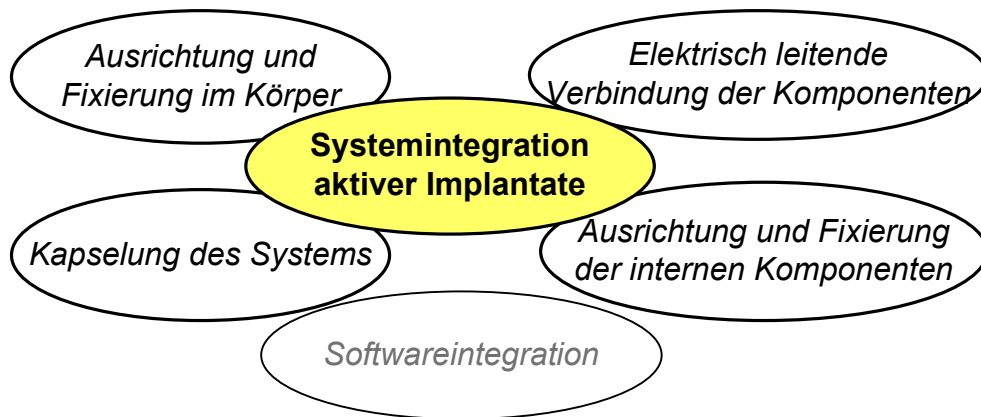 Ausrichtung und
Fixierung im Körper
Elektrisch leitende
Verbindung der Komponenten
Systemintegration
aktiver Implantate
Kapselung des Systems
Ausrichtung und Fixierung
der internen Komponenten
Softwareintegration